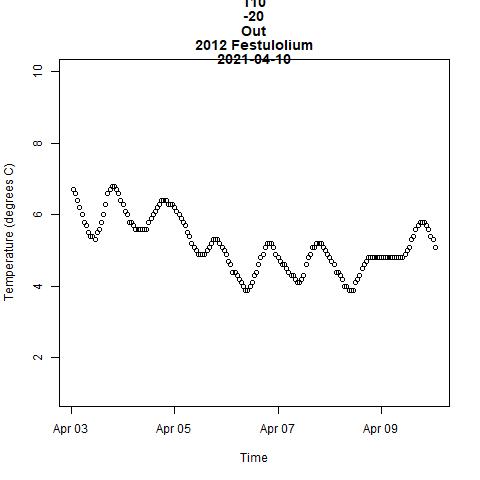 110
-20
Out
2012 Festulolium
2021-04-10
10
8
6
4
2
Temperature (degrees C)
Apr 03
Apr 05
Apr 07
Apr 09
Time